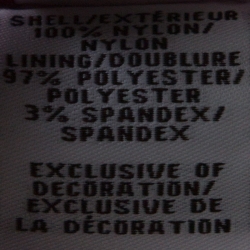 SHELL/EXTÉRIEUR
100% NYLON/
NYLON
LINING/DOUBLURE
97% POLYESTER/
POLYESTER
3% SPANDEX/
SPANDEX
EXCLUSIVE OF
DECORATION/
EXCLUSIVE DE
LA DÉCORATION